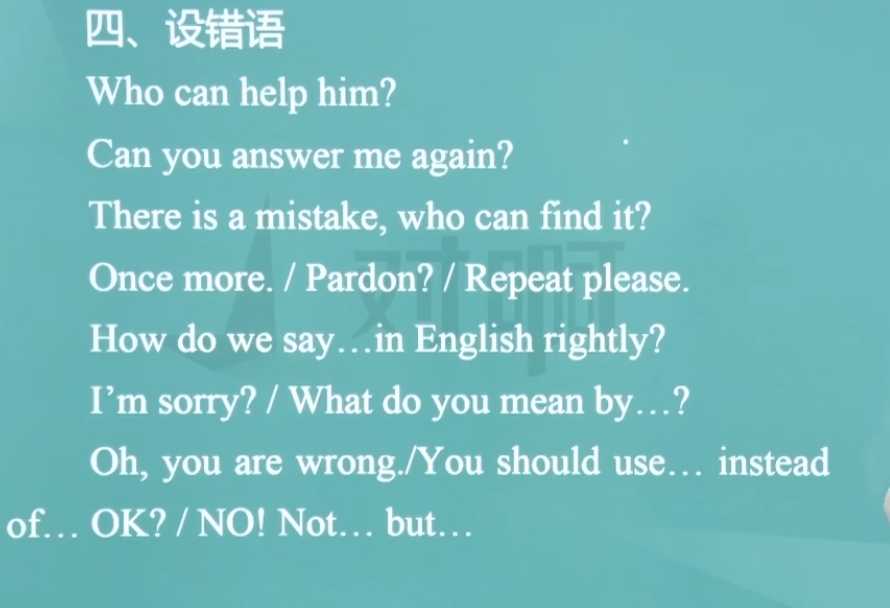 四、设错语
Who can help him?
Can you answer me again?
There is a mistake, who can find it?
Once more. / Pardon? / Repeat please.
How do we say…in English rightly?
I’m sorry? / What do you mean by…?
Oh, you are wrong./You should use… instead
of… OK? / NO! Not… but…
对啊